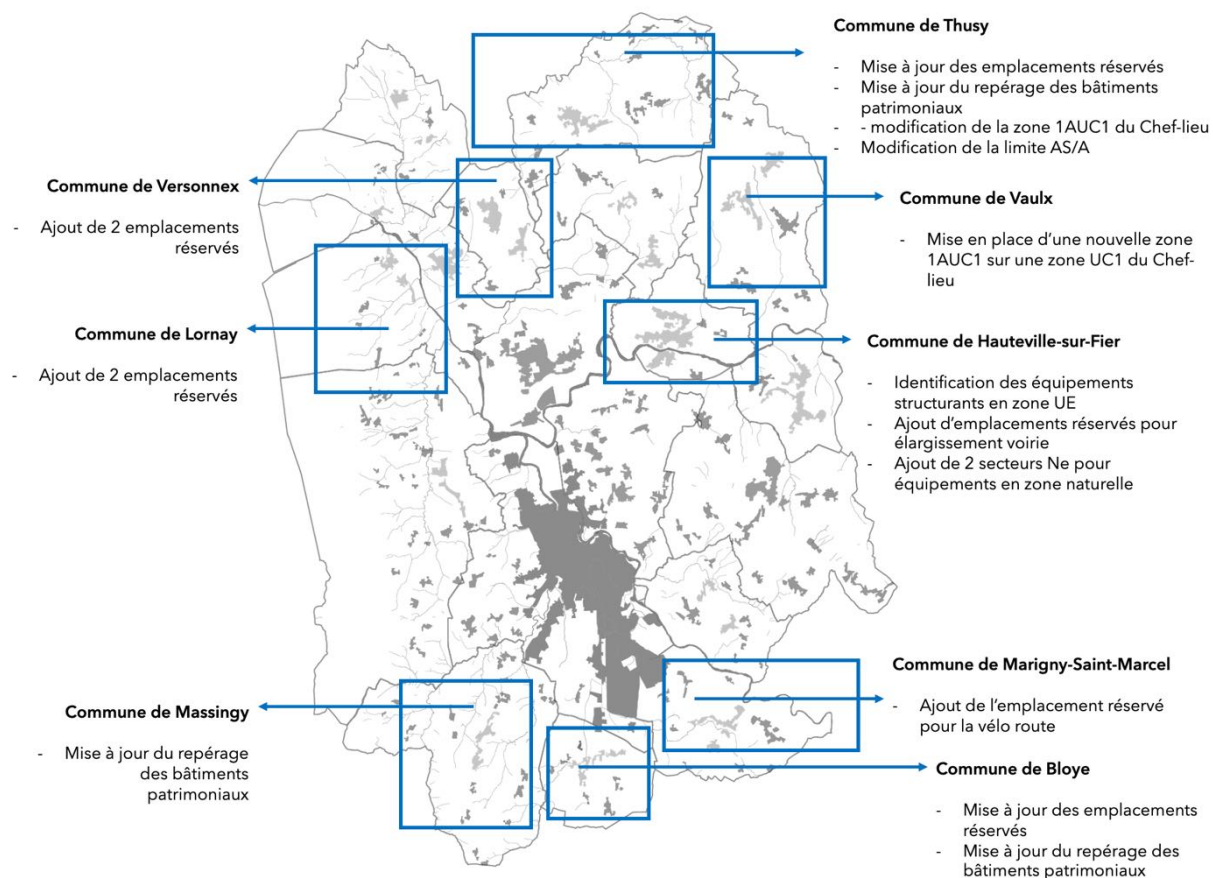 Commune de Thusy
- Mise à jour des emplacements réservés
- Mise à jour du repérage des bâtiments
patrimoniaux
- - modification de la zone 1AUC1 du Chef-lieu
- Modification de la limite AS/A
Commune de Versonnex
- Ajout de 2 emplacements
réservés
Commune de Vaulx
- Mise en place d'une nouvelle zone
1AUC1 sur une zone UC1 du Chef-
lieu
Commune de Lornay
- Ajout de 2 emplacements
réservés
Commune de Hauteville-sur-Fier
- Identification des équipements
structurants en zone UE
- Ajout d'emplacements réservés pour
élargissement voirie
- Ajout de 2 secteurs Ne pour
équipements en zone naturelle
Commune de Marigny-Saint-Marcel
- Ajout de l'emplacement réservé
pour la vélo route
Commune de Massingy
- Mise à jour du repérage
des bâtiments
patrimoniaux
Commune de Bloye
- Mise à jour des emplacements
réservés
- Mise à jour du repérage des
bâtiments patrimoniaux